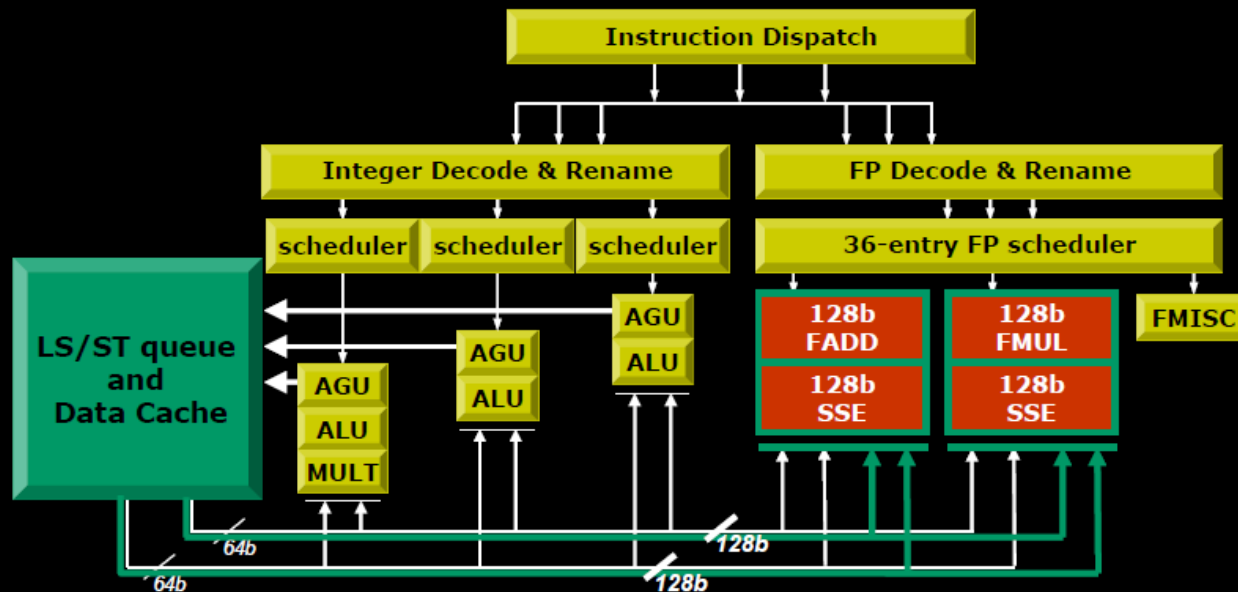 Instruction Dispatch
Integer Decode & Rename
FP Decode & Rename
scheduler
scheduler
scheduler
36-entry FP scheduler
LS/ST queue
and
Data Cache
AGU
ALU
MULT
AGU
ALU
AGU
ALU
128b
FADD
128b
SSE
128b
FMUL
128b
SSE
FMISC
64b
128b
64b
128b